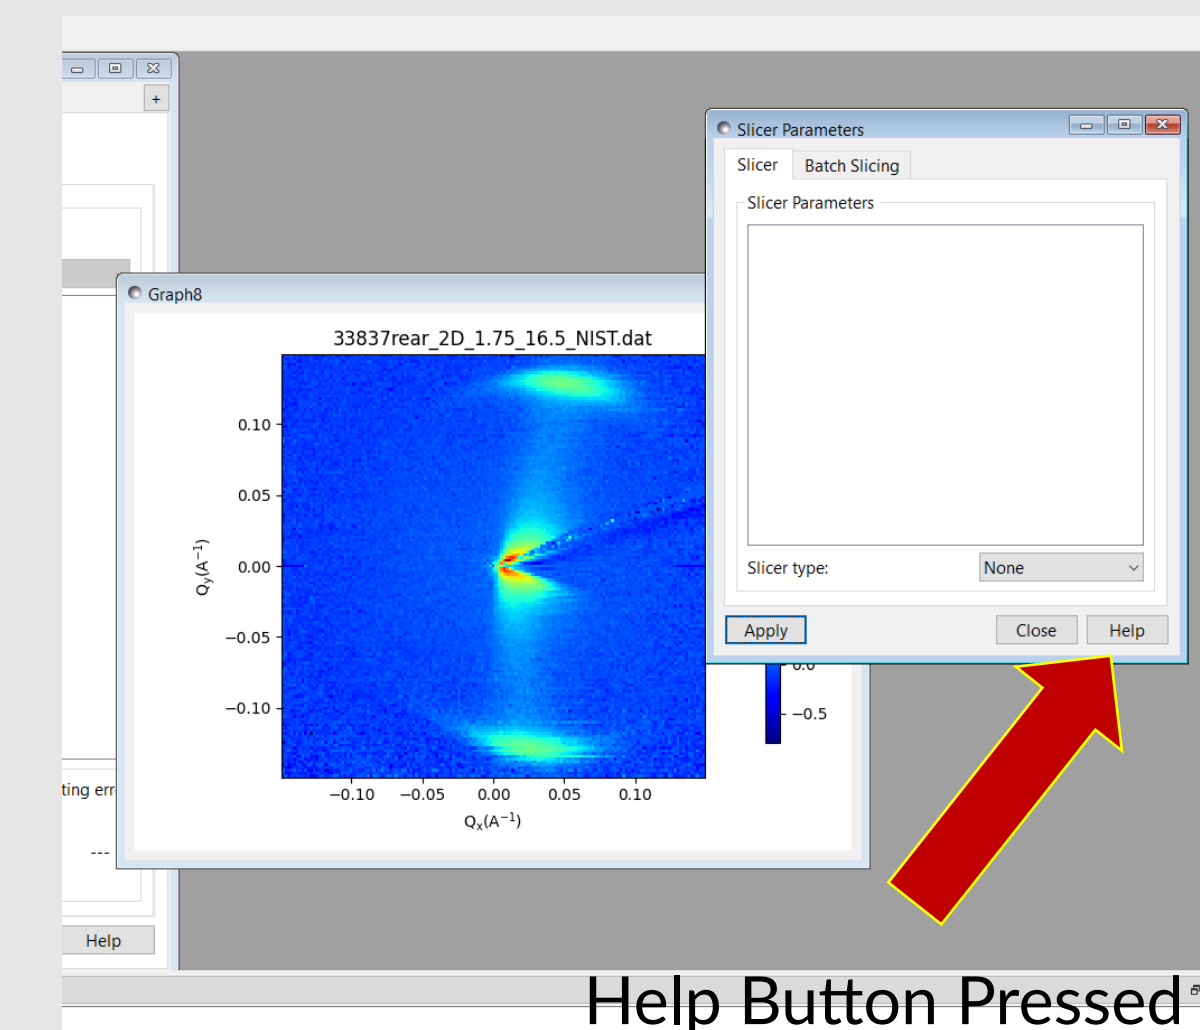 +
Slicer Parameters
Slicer Batch Slicing
Slicer Parameters
Graph8
33837rear_2D_1.75_16.5_NIST.dat
0.10
0.05
0.00
−0.05
−0.10
Qy(A−1)
−0.10 −0.05 0.00 0.05 0.10
Qx(A−1)
Slicer type: None
Apply Close Help
0.0
−0.5
ting err
---
Help
Help Button Pressed